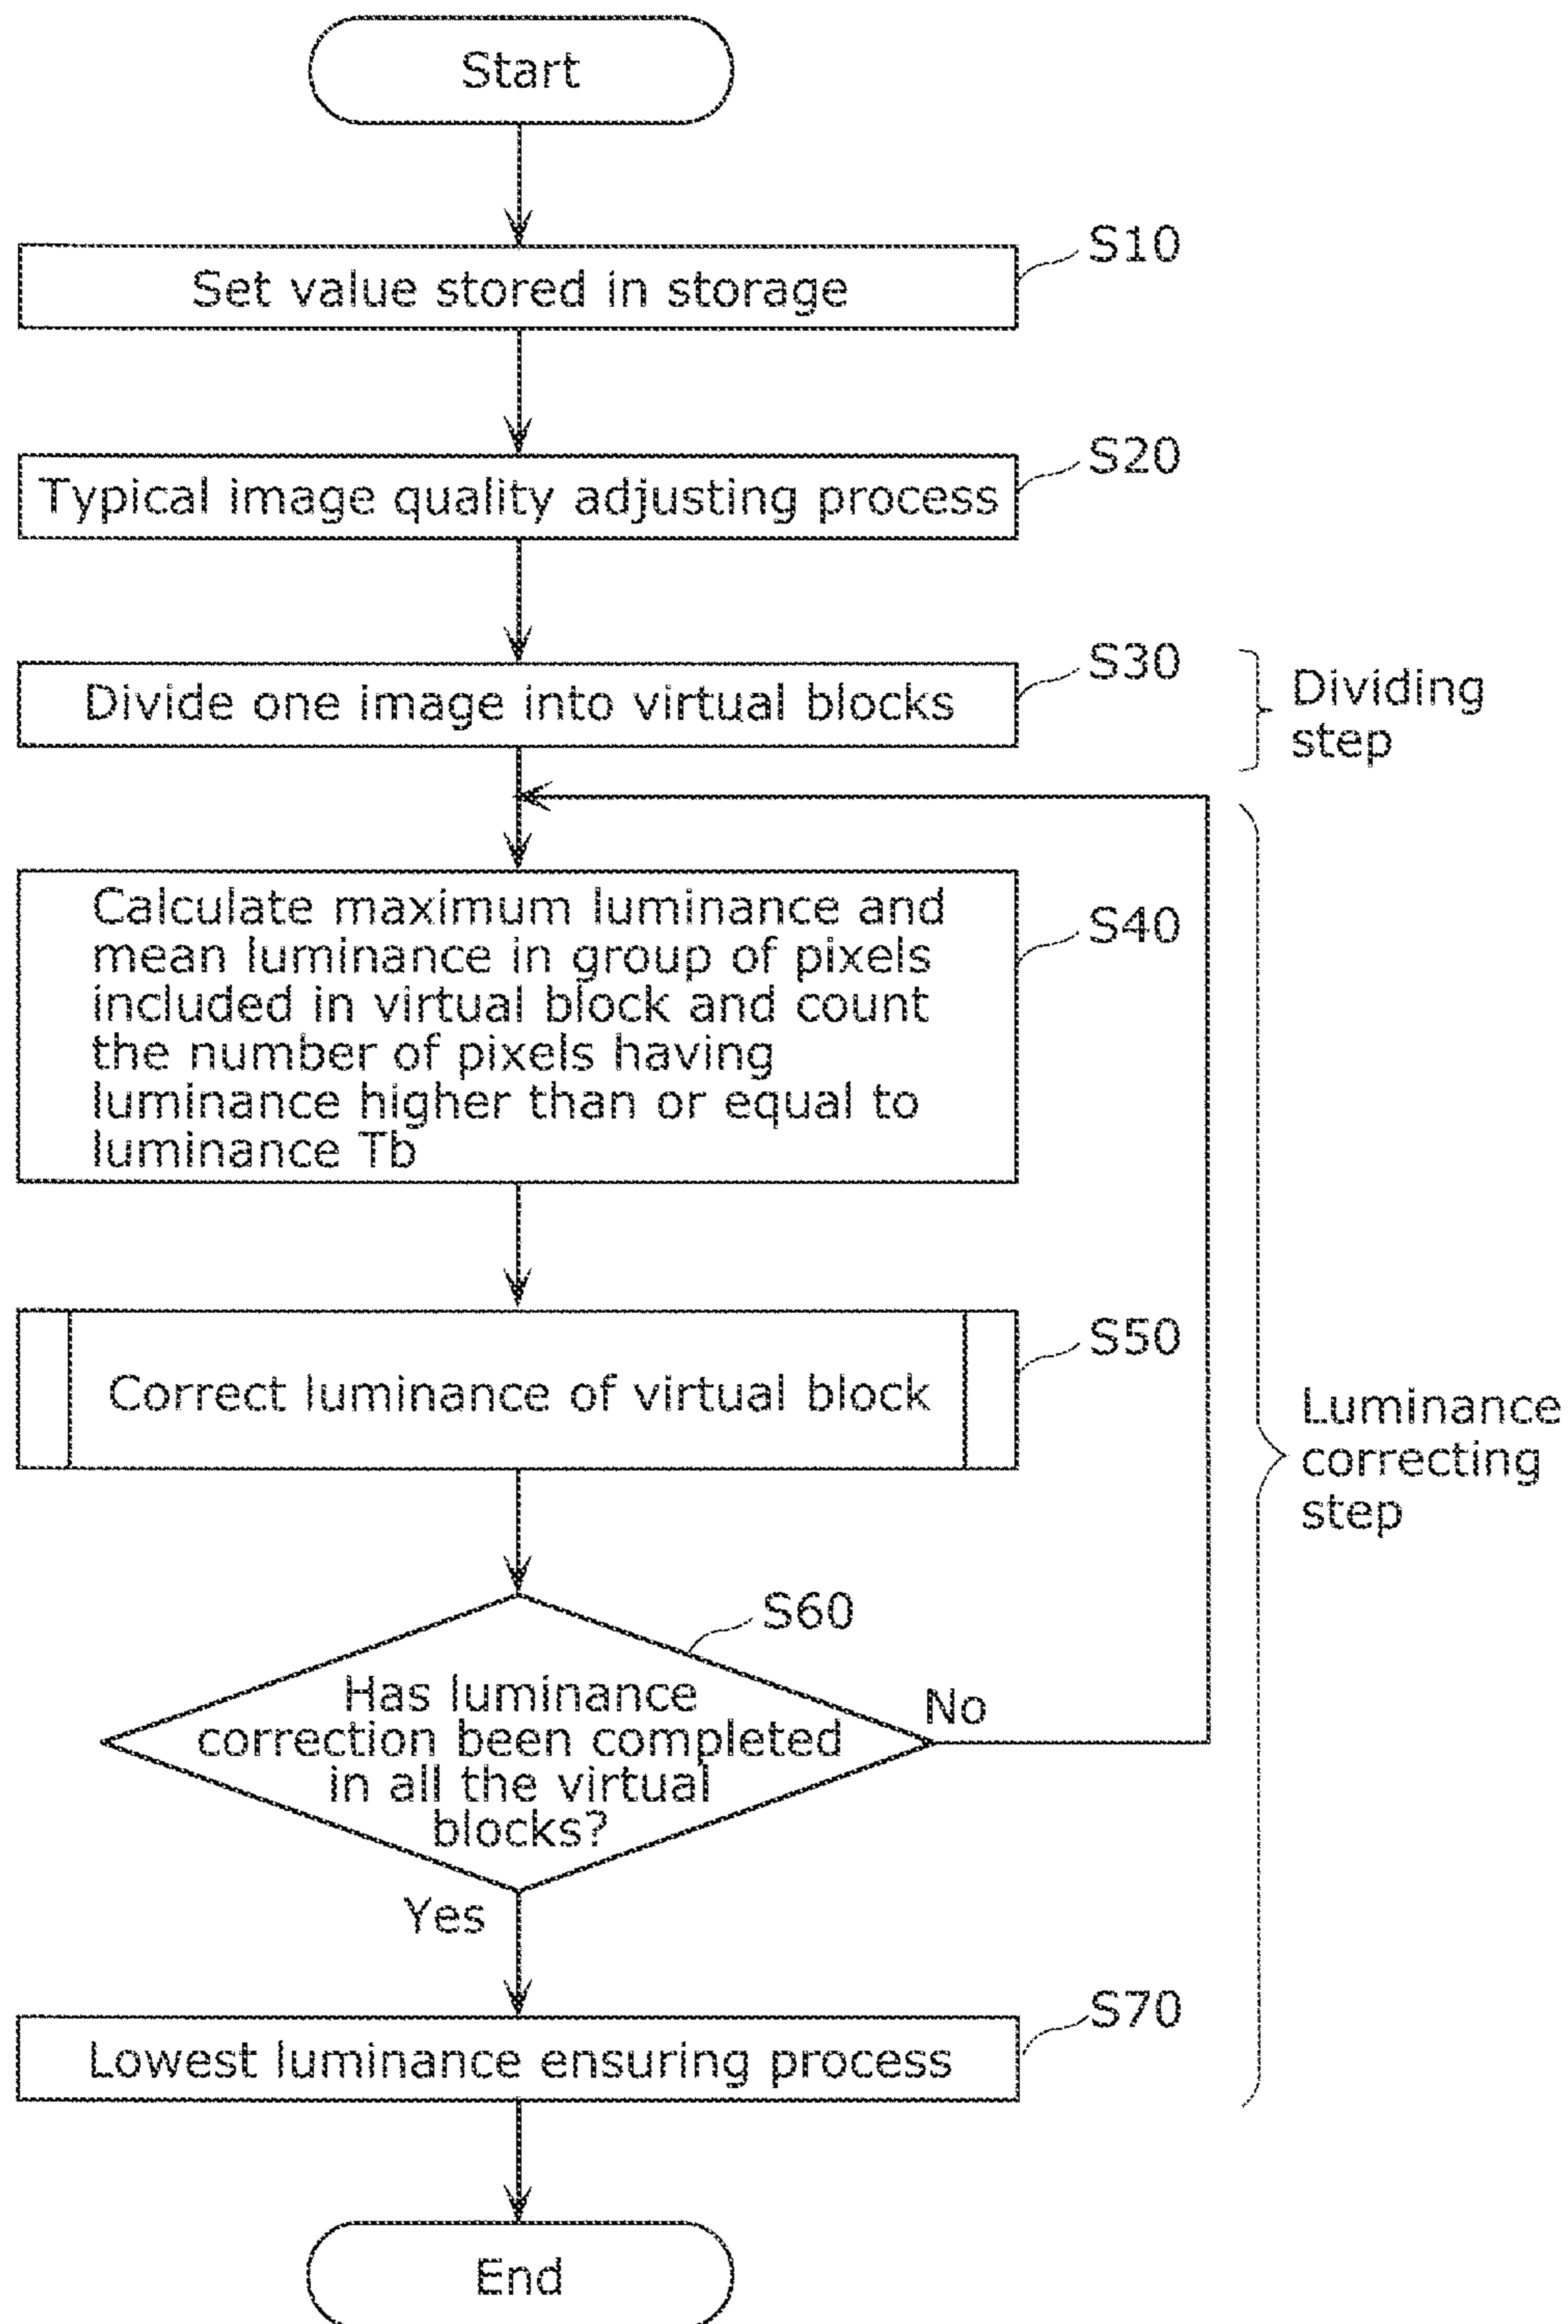 Start
S10
Set value stored in storage
S20
Typical image quality adjusting process
S30
Divide one image into virtual blocks
Dividing
step
S40
Calculate maximum luminance and
mean luminance in group of pixels
included in virtual block and count
the number of pixels having
luminance higher than or equal to
luminance Tb
S50
Correct luminance of virtual block
Luminance
correcting
step
S60
Has luminance
correction been completed
in all the virtual
blocks?
No
Yes
S70
Lowest luminance ensuring process
End